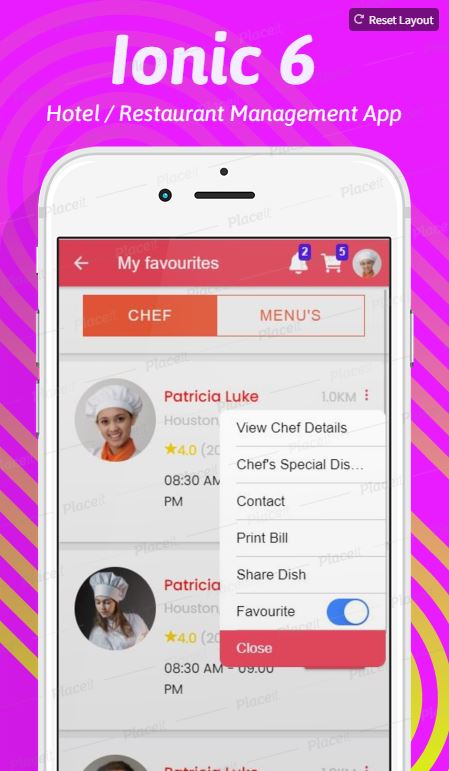 Reset Layout
Ionic 6
Hotel / Restaurant Management App
My favourites
2
5
CHEF
MENU'S
Patricia Luke
1.0KM
Houston,
4.0 (20
08:30 AM
PM
View Chef Details
Chef's Special Dis...
Contact
Print Bill
Share Dish
Favourite
Close
Patricia
Houston,
4.0 (20
08:30 AM - 09.00
PM
Patricia Luke
1.0KM
Placeit